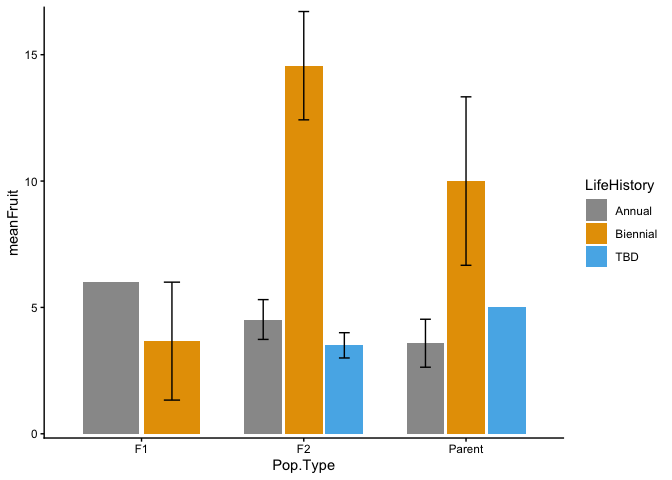 meanFruit
15
10
5
0
F1 F2 Parent
Pop.Type
LifeHistory
Annual
Biennial
TBD